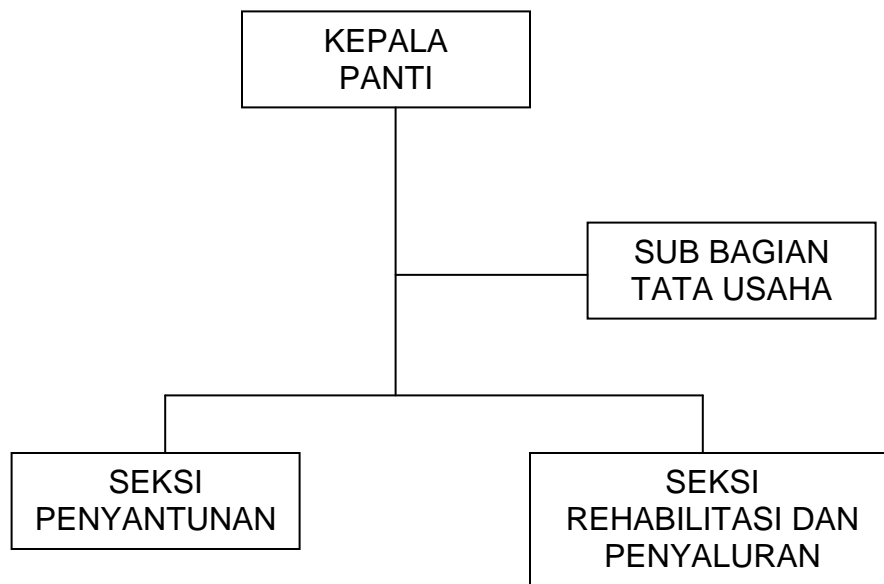 KEPALA
PANTI
SUB BAGIAN
TATA USAHA
SEKSI
PENYANTUNAN
SEKSI
REHABILITASI DAN
PENYALURAN